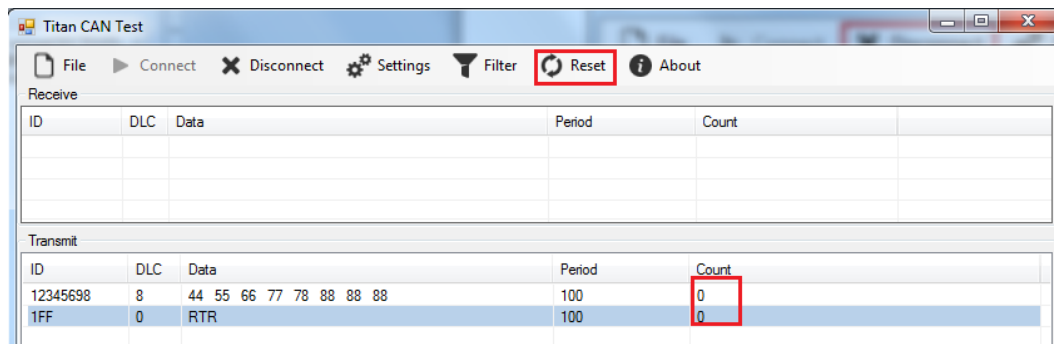 Titan CAN Test
File Connect Disconnect Settings Filter Reset About
Receive
ID DLC Data Period Count
Transmit
ID DLC Data Period Count
12345698 8 44 55 66 77 78 88 88 88 100 0
1FF 0 RTR 100 0